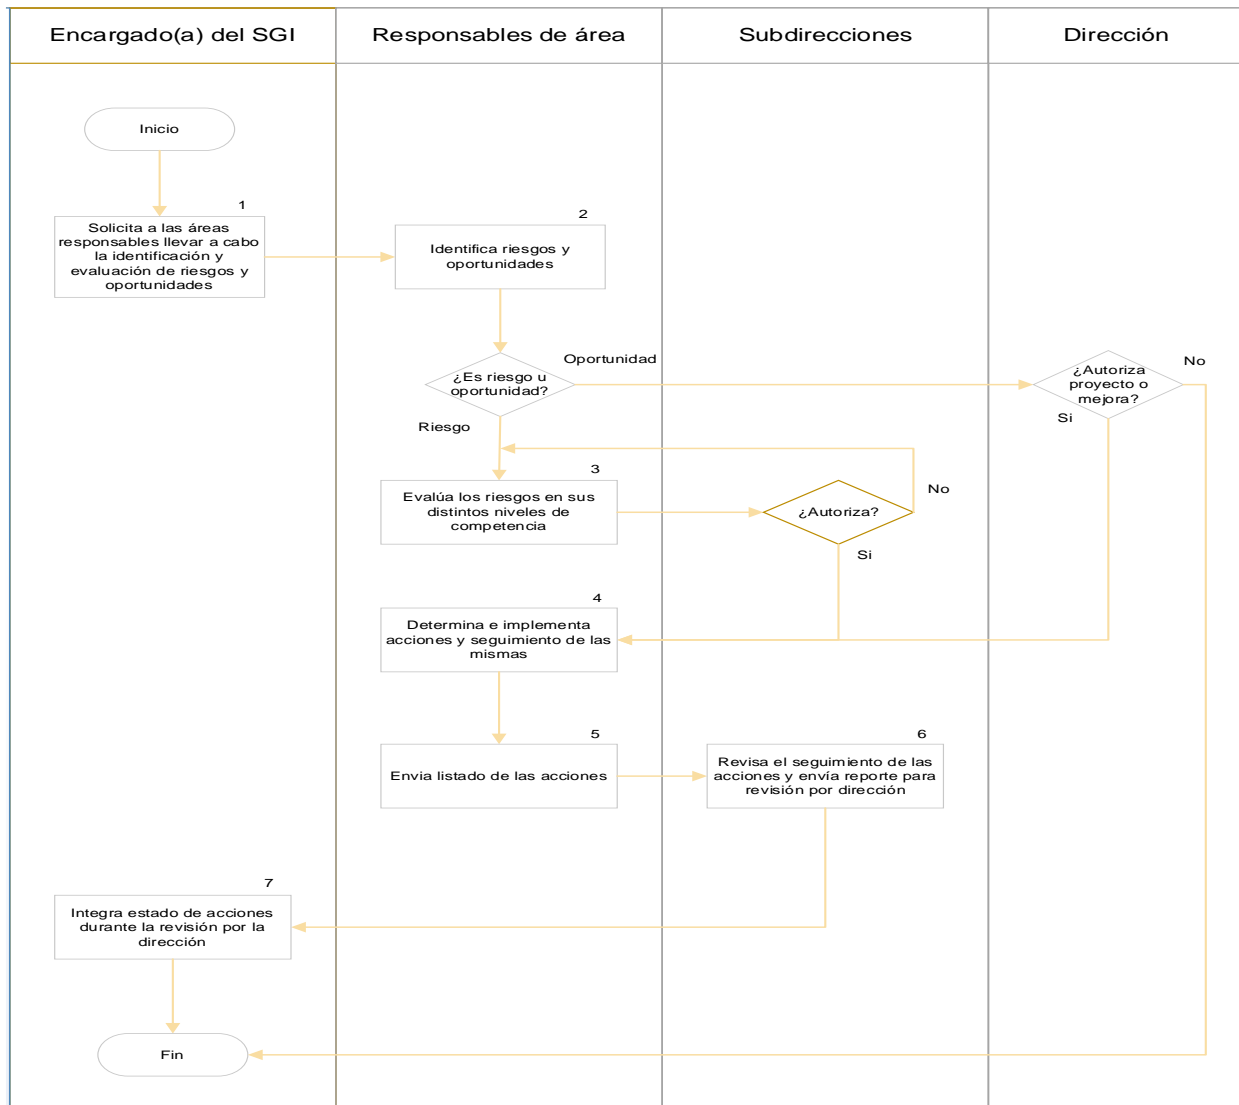 Encargado(a) del SGI
Responsables de área
Subdirecciones
Dirección
Inicio
1
Solicita a las áreas
responsables llevar a cabo
la identificación y
evaluación de riesgos y
oportunidades
2
Identifica riesgos y
oportunidades
¿Es riesgo u
oportunidad?
Oportunidad
Riesgo
¿Autoriza
proyecto o
mejora?
No
Si
3
Evalúa los riesgos en sus
distintos niveles de
competencia
¿Autoriza?
No
Si
4
Determina e implementa
acciones y seguimiento de las
mismas
5
Envia listado de las acciones
6
Revisa el seguimiento de las
acciones y envía reporte para
revisión por dirección
7
Integra estado de acciones
durante la revisión por la
dirección
Fin